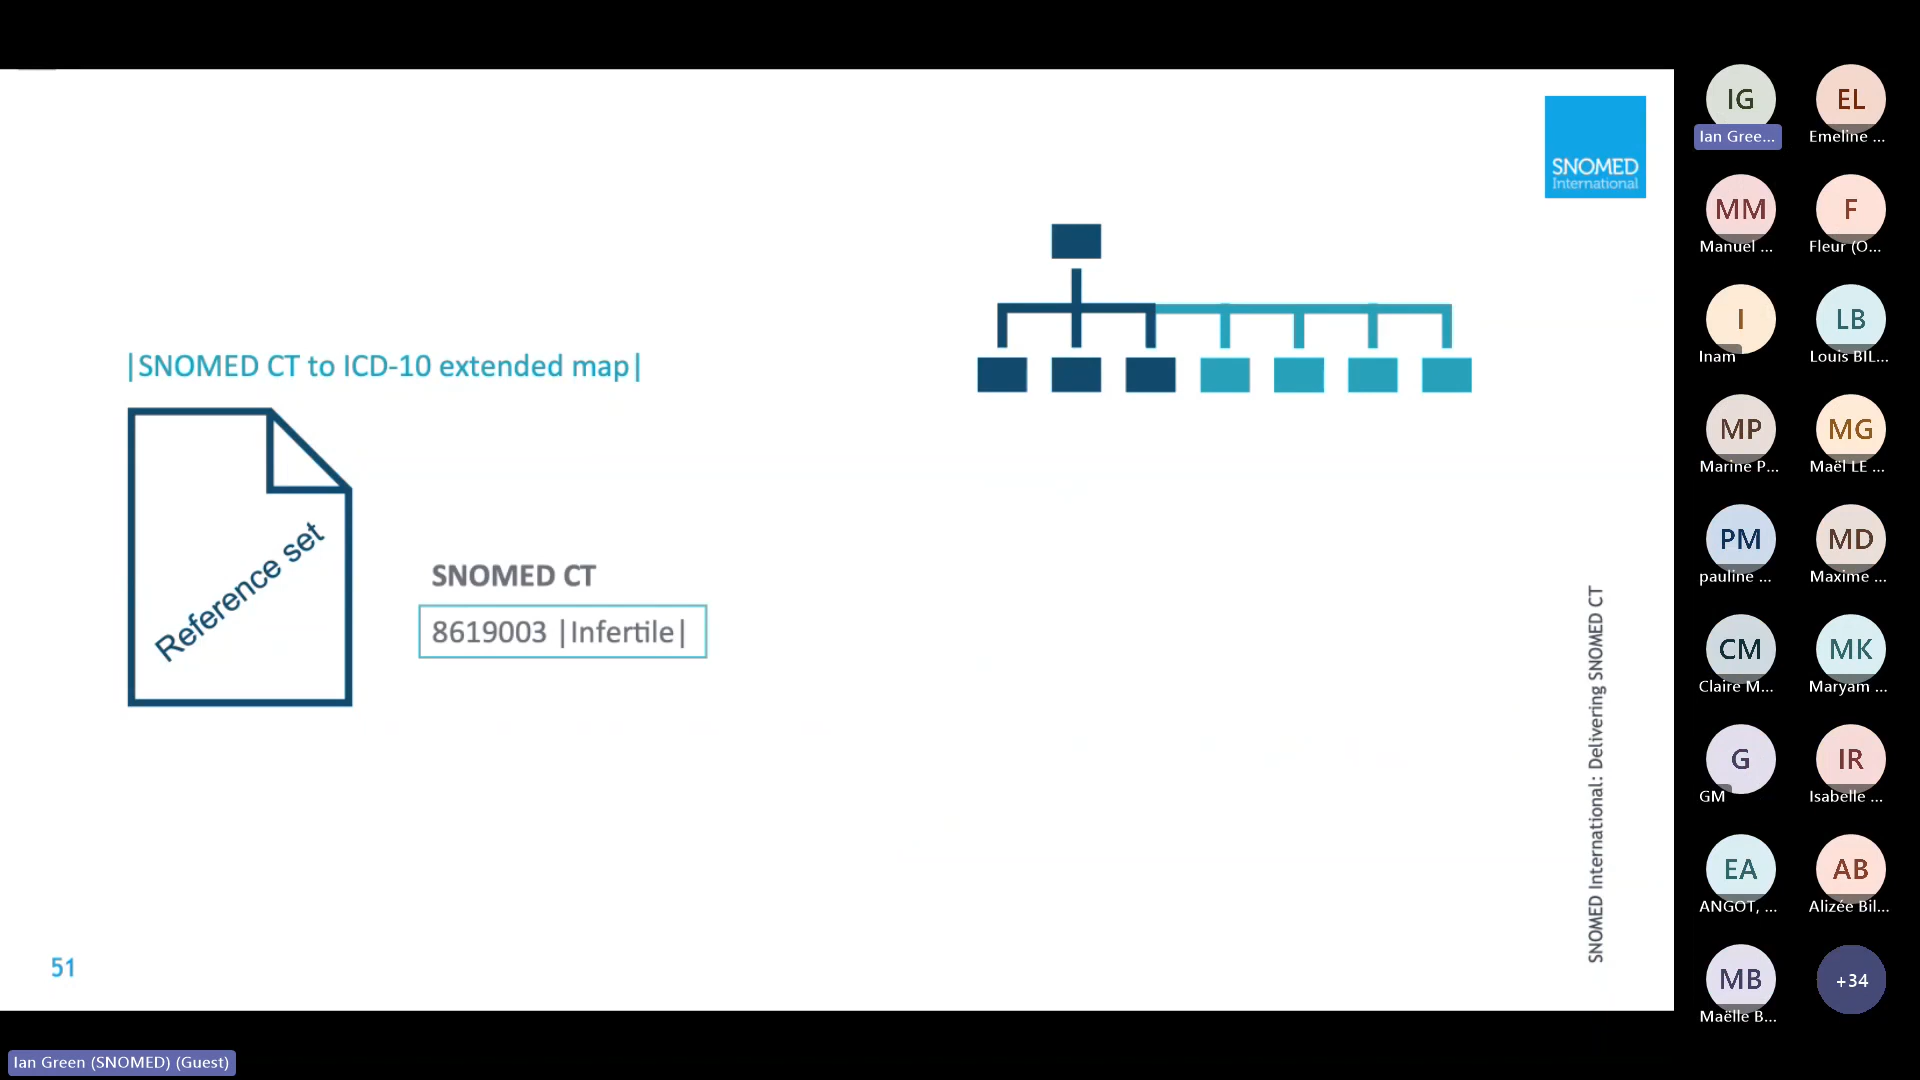 SNOMED
International
|SNOMED CT to ICD-10 extended map|
Reference set
SNOMED CT
8619003 |Infertile|
SNOMED International: Delivering SNOMED CT
51
IG
Ian Gree...
EL
Emeline ...
MM
Manuel ...
F
Fleur (O...
I
Inam
LB
Louis BIL...
MP
Marine P...
MG
Maël LE ...
PM
pauline ...
MD
Maxime ...
CM
Claire M...
MK
Maryam ...
G
GM
IR
Isabelle ...
EA
ANGOT, ...
AB
Alizée Bil...
MB
Maëlle B...
+34
Ian Green (SNOMED) (Guest)